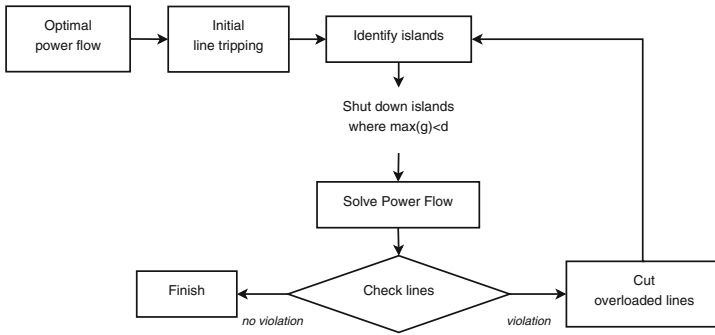 Optimal
power flow
Initial
line tripping
Identify islands
Shut down islands
where max(g)<d
Solve Power Flow
Check lines
Finish
no violation
violation
Cut
overloaded lines